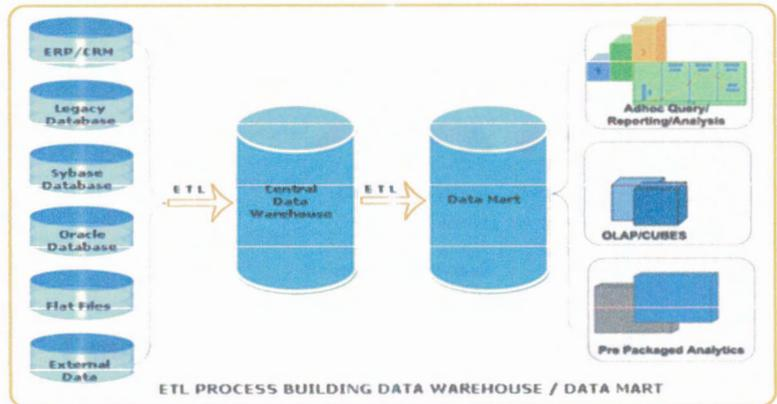 ERP/CRM
Legacy
Database
Sybase
Database
Oracle
Database
Flat Files
External
Data
ETL
Central
Data
Warehouse
ETL
Data Mart
Adhoc Query/
Reporting/Analysis
OLAP/CUBES
Pre Packaged Analytics
ETL PROCESS BUILDING DATA WAREHOUSE / DATA MART